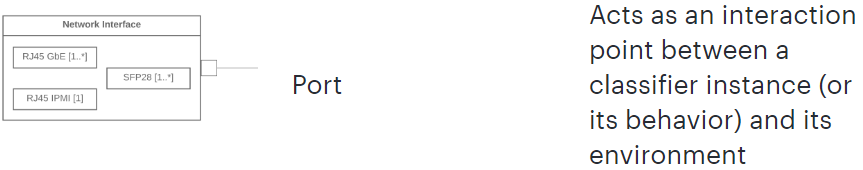 Network Interface
RJ45 GbE [1..*]
SFP28 [1..*]
RJ45 IPMI [1]
Port
Acts as an interaction
point between a
classifier instance (or
its behavior) and its
environment